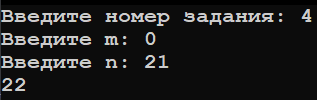 Введите номер задания: 4
Введите m: 0
Введите n: 21
22